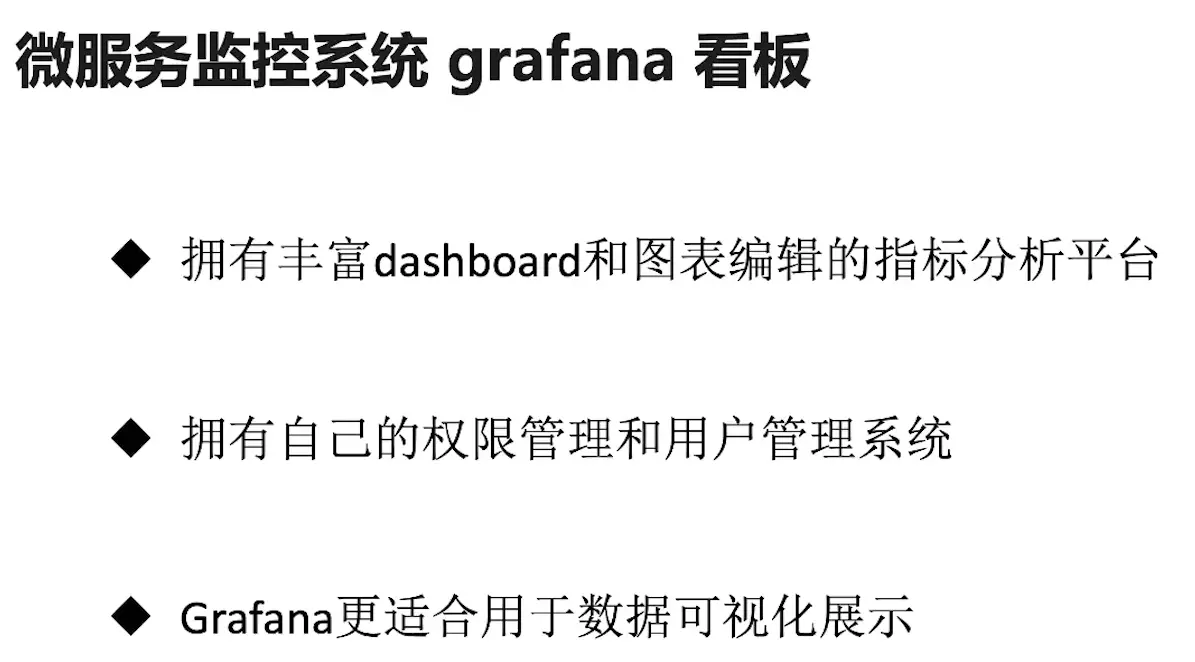 微服务监控系统 grafana 看板
◆ 拥有丰富dashboard和图表编辑的指标分析平台
◆ 拥有自己的权限管理和用户管理系统
◆ Grafana更适合用于数据可视化展示